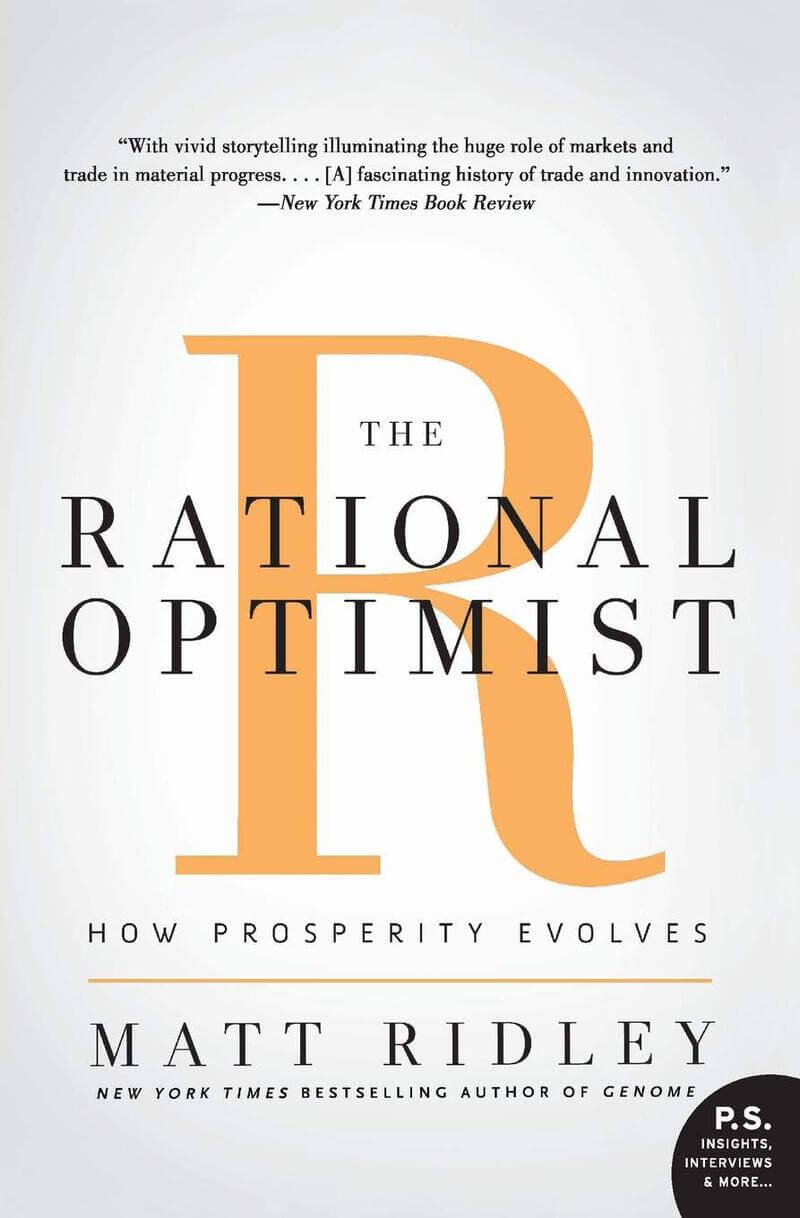 “With vivid storytelling illuminating the huge role of markets and
trade in material progress. . . . [A] fascinating history of trade and innovation.”
—New York Times Book Review
R
THE
RATIONAL
OPTIMIST
HOW PROSPERITY EVOLVES
MATT RIDLEY
NEW YORK TIMES BESTSELLING AUTHOR OF GENOME
P.S.
INSIGHTS,
INTERVIEWS
& MORE...